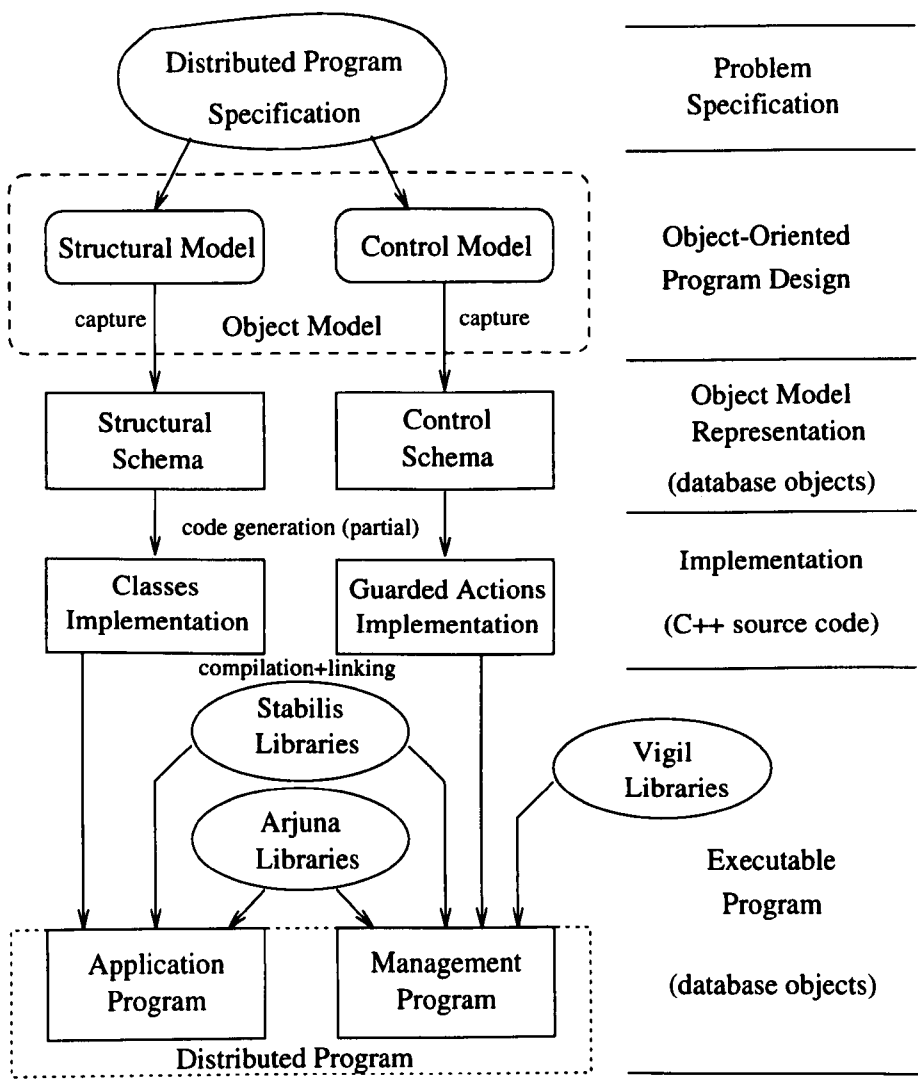 Distributed Program
Specification
Problem
Specification
Structural Model
Control Model
Object-Oriented
Program Design
capture
capture
Object Model
Structural
Schema
Control
Schema
Object Model
Representation
(database objects)
code generation (partial)
Classes
Implementation
Guarded Actions
Implementation
Implementation
(C++ source code)
compilation+linking
Stabilis
Libraries
Vigil
Libraries
Arjuna
Libraries
Executable
Program
(database objects)
Application
Program
Management
Program
Distributed Program